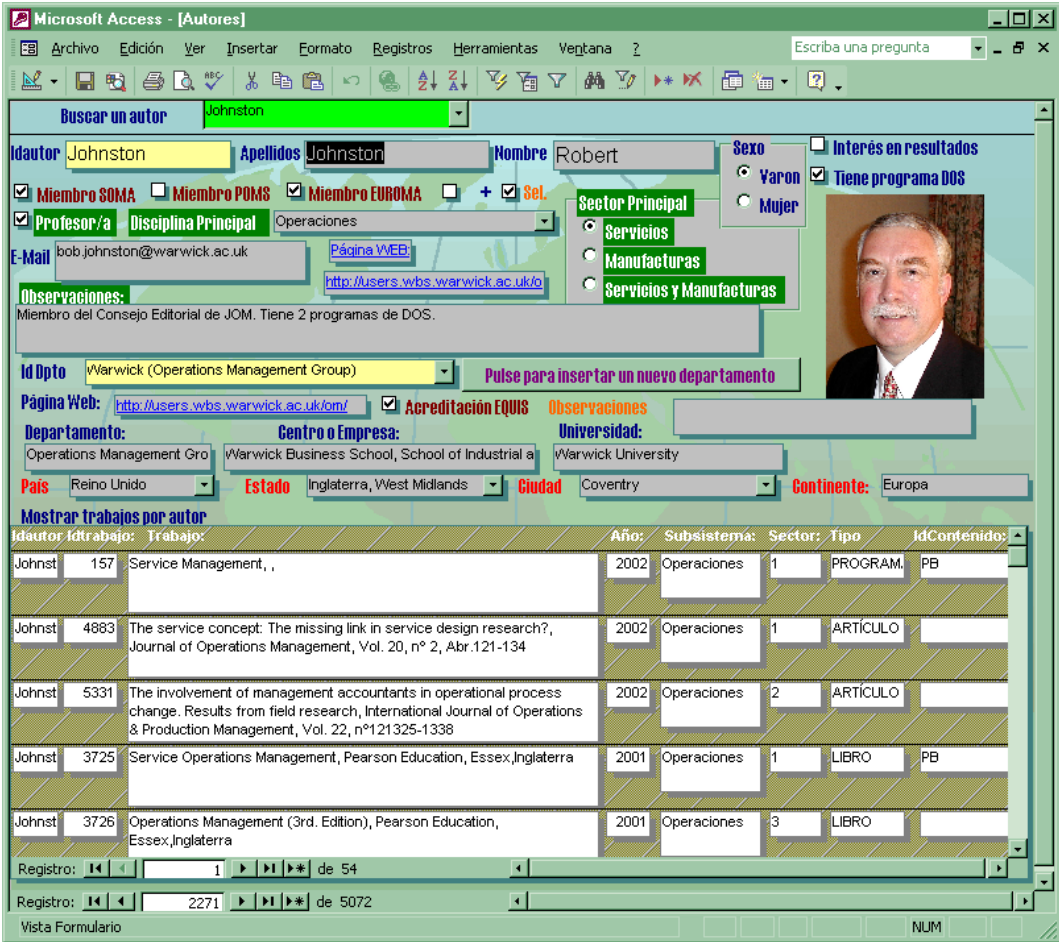 Microsoft Access - [Autores]
Archivo Edición Ver Insertar Formato Registros Herramientas Ventana ? Escriba una pregunta
Buscar un autor Johnston
Idautor Johnston Apellidos Johnston Nombre Robert Sexo Varon Mujer Interés en resultados
Tiene programa DOS
Miembro SOMA Miembro POMS Miembro EUROMA + Sel.
Sector Principal
Servicios
Manufacturas
Servicios y Manufacturas
Profesor/a Disciplina Principal Operaciones
E-Mail bob.johnston@warwick.ac.uk Página WEB:
http://users.wbs.warwick.ac.uk/o
Observaciones:
Miembro del Consejo Editorial de JOM. Tiene 2 programas de DOS.
Id Dpto Warwick (Operations Management Group) Pulse para insertar un nuevo departamento
Página Web: http://users.wbs.warwick.ac.uk/om/ Acreditación EQUIS Observaciones
Departamento: Centro o Empresa: Universidad:
Operations Management Gro Warwick Business School, School of Industrial a Warwick University
País Reino Unido Estado Inglaterra, West Midlands Ciudad Coventry Continente: Europa
Mostrar trabajos por autor
Idautor Idtrabajo: Trabajo: Año: Subsistema: Sector: Tipo IdContenido:
Johnst 157 Service Management, , 2002 Operaciones 1 PROGRAM. PB
Johnst 4883 The service concept: The missing link in service design research?, 2002 Operaciones 1 ARTÍCULO
Journal of Operations Management, Vol. 20, nº 2, Abr.121-134
Johnst 5331 The involvement of management accountants in operational process 2002 Operaciones 2 ARTÍCULO
change. Results from field research, International Journal of Operations
& Production Management, Vol. 22, nº121325-1338
Johnst 3725 Service Operations Management, Pearson Education, Essex,Inglaterra 2001 Operaciones 1 LIBRO PB
Johnst 3726 Operations Management (3rd. Edition), Pearson Education, 2001 Operaciones 3 LIBRO
Essex,Inglaterra
Registro: 1 de 54
Registro: 2271 de 5072
Vista Formulario NUM